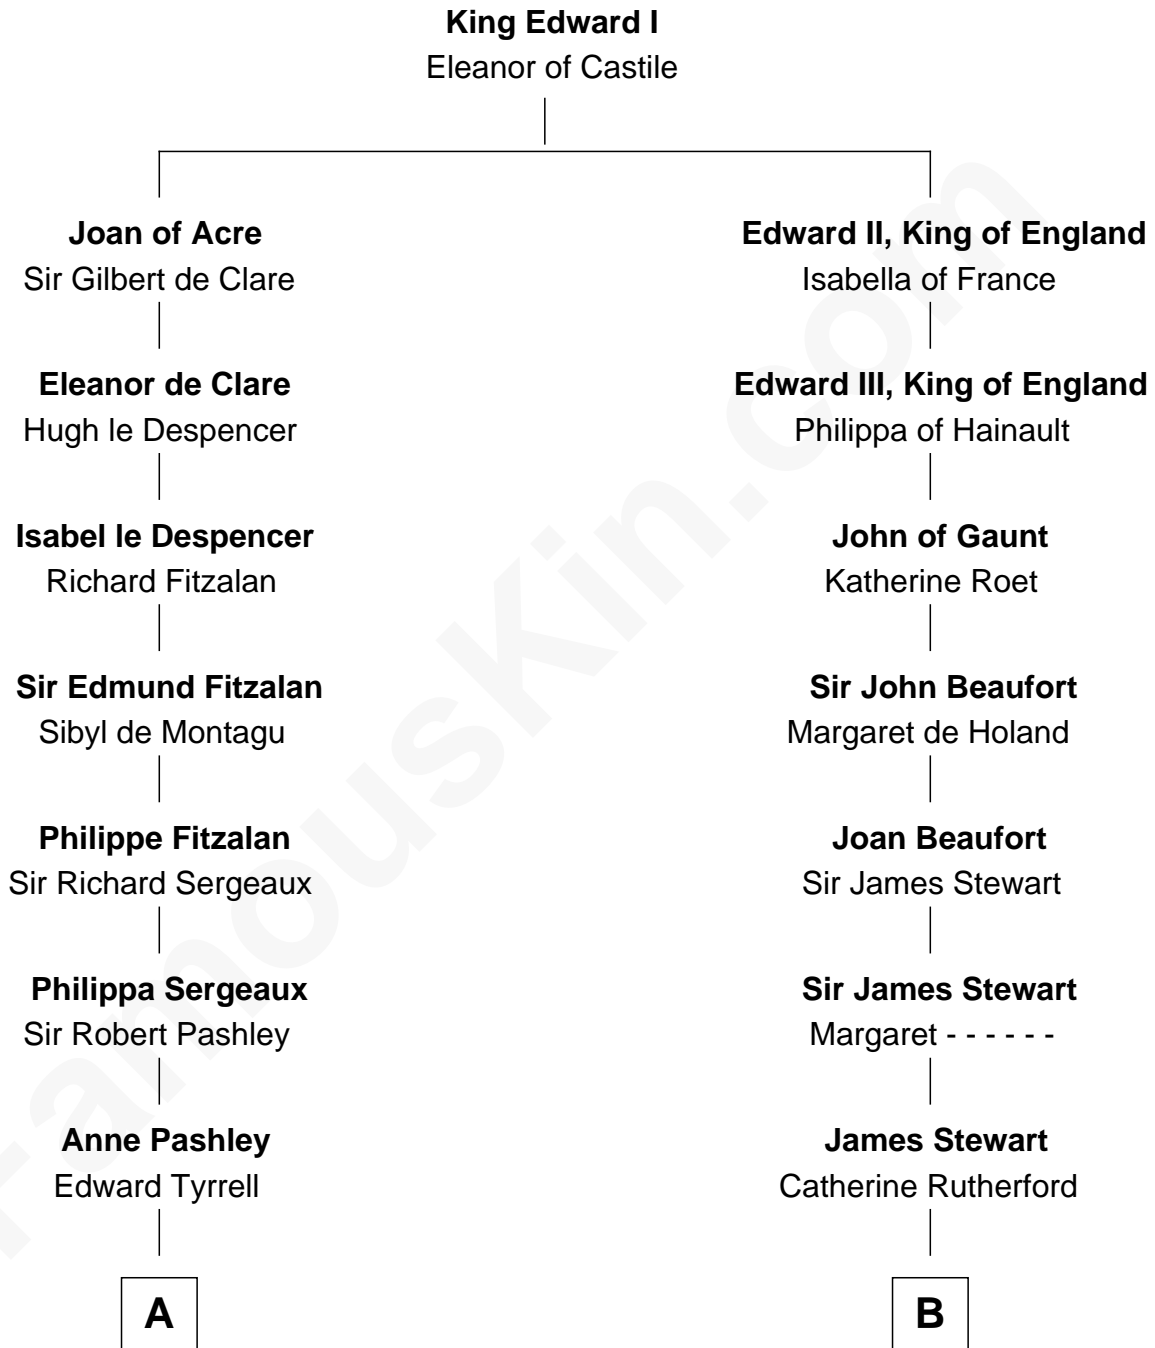 King Edward I
Eleanor of Castile
Joan of Acre
Sir Gilbert de Clare
Edward II, King of England
Isabella of France
Eleanor de Clare
Hugh le Despencer
Edward III, King of England
Philippa of Hainault
Isabel le Despencer
Richard Fitzalan
John of Gaunt
Katherine Roet
Sir Edmund Fitzalan
Sibyl de Montagu
Sir John Beaufort
Margaret de Holand
Philippe Fitzalan
Sir Richard Sergeaux
Joan Beaufort
Sir James Stewart
Philippa Sergeaux
Sir Robert Pashley
Sir James Stewart
Margaret - - - - - -
Anne Pashley
Edward Tyrrell
James Stewart
Catherine Rutherford
A
B
FamousKin.com